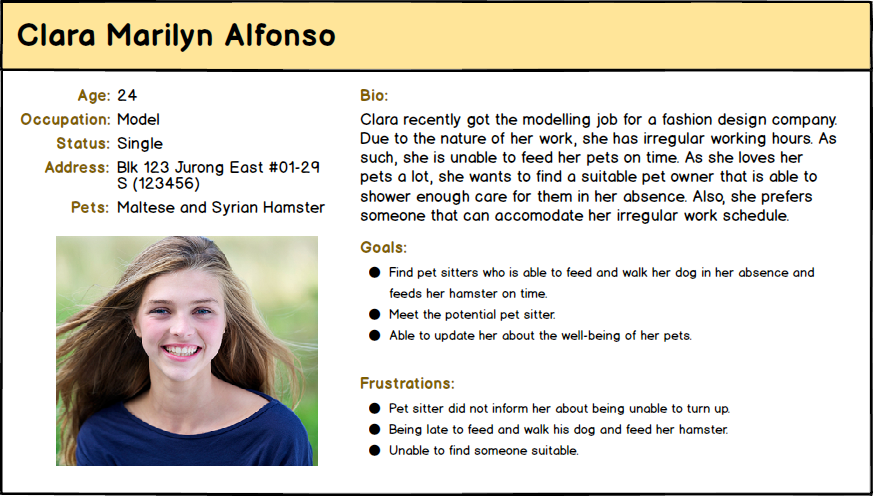 Clara Marilyn Alfonso
Age: 24
Occupation: Model
Status: Single
Address: Blk 123 Jurong East #01-29
S (123456)
Pets: Maltese and Syrian Hamster
Bio:
Clara recently got the modelling job for a fashion design company.
Due to the nature of her work, she has irregular working hours. As
such, she is unable to feed her pets on time. As she loves her
pets a lot, she wants to find a suitable pet owner that is able to
shower enough care for them in her absence. Also, she prefers
someone that can accomodate her irregular work schedule.
Goals:
● Find pet sitters who is able to feed and walk her dog in her absence and
feeds her hamster on time.
● Meet the potential pet sitter.
● Able to update her about the well-being of her pets.
Frustrations:
● Pet sitter did not inform her about being unable to turn up.
● Being late to feed and walk his dog and feed her hamster.
● Unable to find someone suitable.